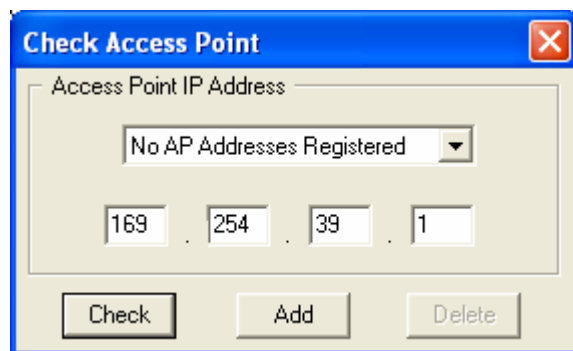 Check Access Point
Access Point IP Address
No AP Addresses Registered
169 . 254 . 39 . 1
Check Add Delete